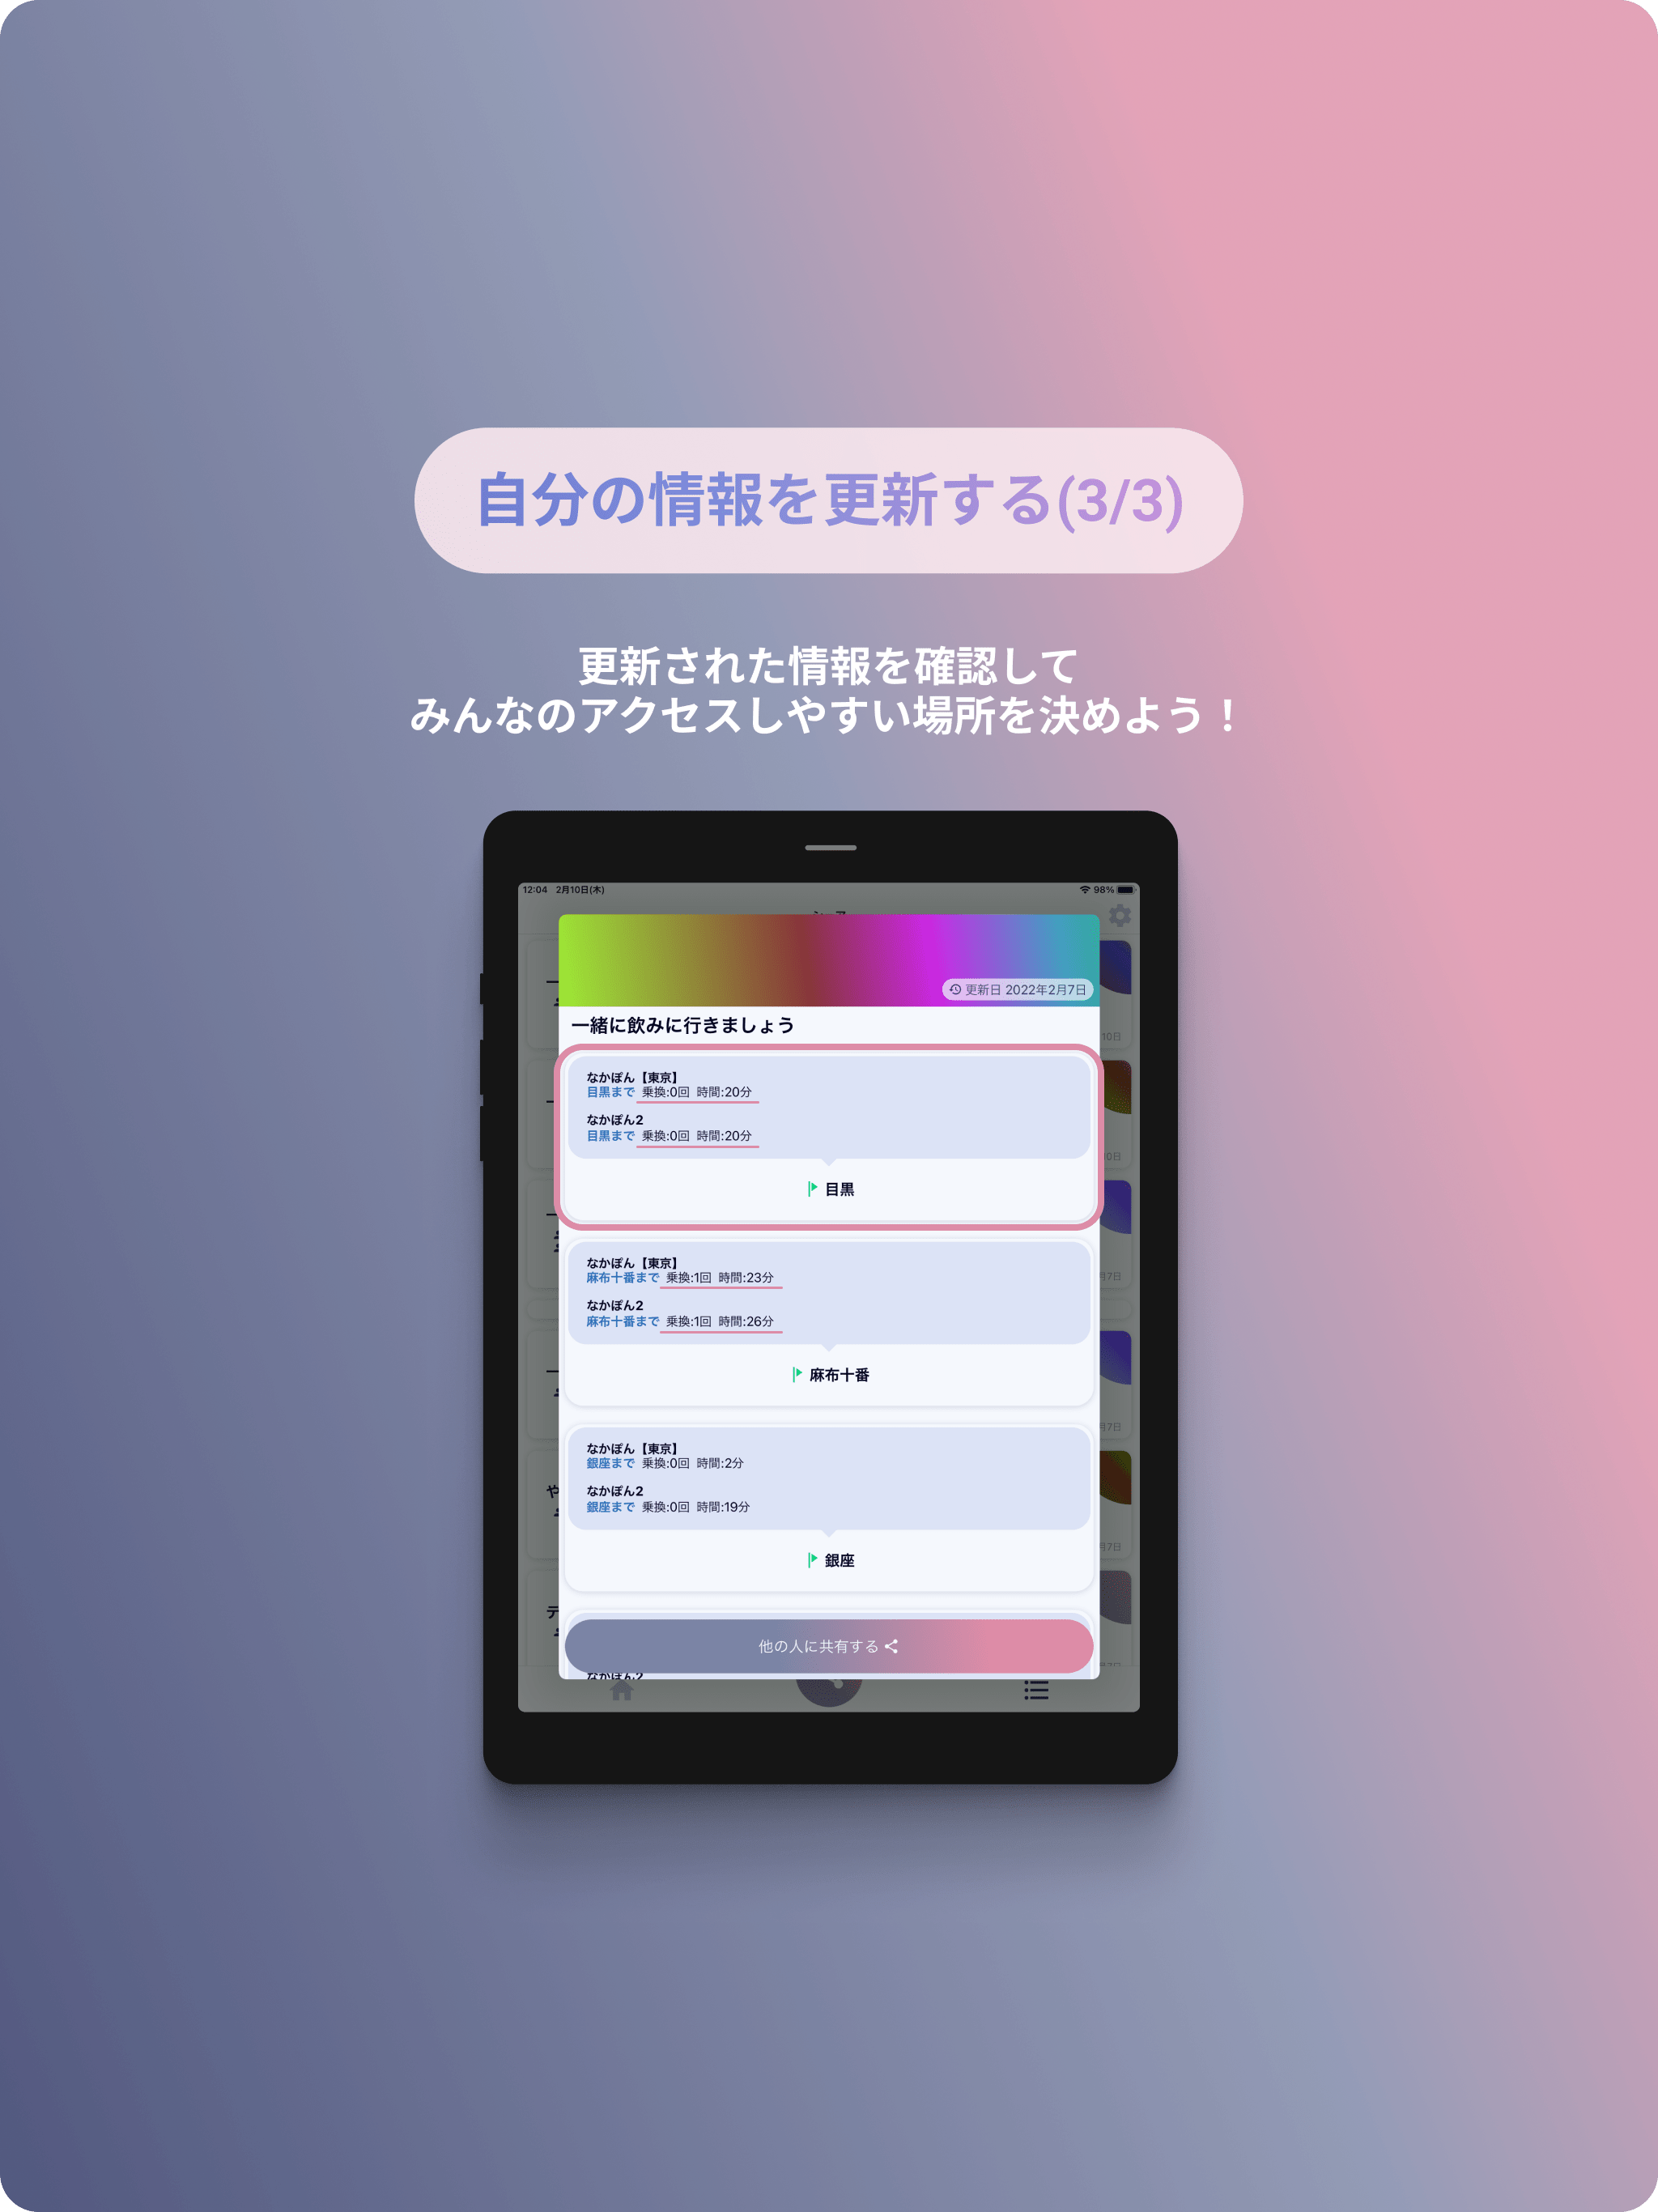 自分の情報を更新する(3/3)
更新された情報を確認して
みんなのアクセスしやすい場所を決めよう！
12:04 2月10日(木)
98%
更新日 2022年2月7日
一緒に飲みに行きましょう
なかぽん【東京】
目黒まで 乗換:0回 時間:20分
なかぽん2
目黒まで 乗換:0回 時間:20分
目黒
なかぽん【東京】
麻布十番まで 乗換:1回 時間:23分
なかぽん2
麻布十番まで 乗換:1回 時間:26分
麻布十番
なかぽん【東京】
銀座まで 乗換:0回 時間:2分
なかぽん2
銀座まで 乗換:0回 時間:19分
銀座
他の人に共有する
なかぽん2